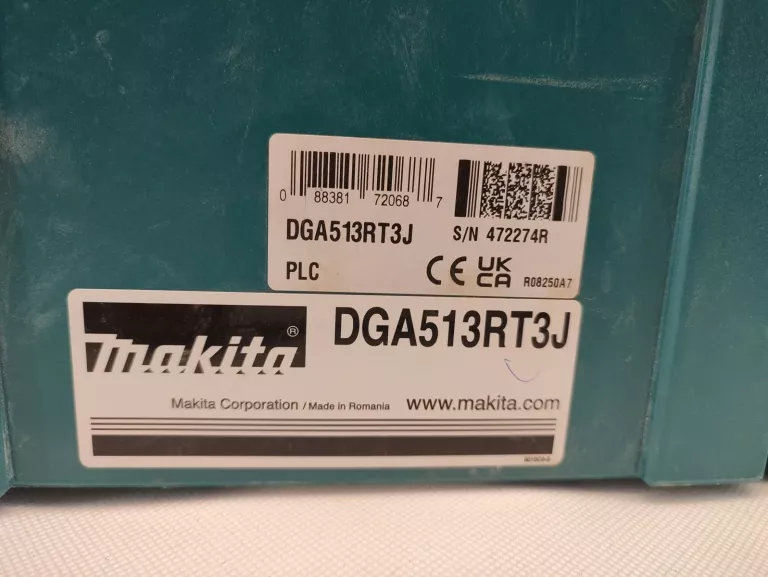 0 88381 72068 7
DGA513RT3J S/N 472274R
PLC CE UK CA R08250A7
makita ® DGA513RT3J
Makita Corporation / Made in Romania www.makita.com